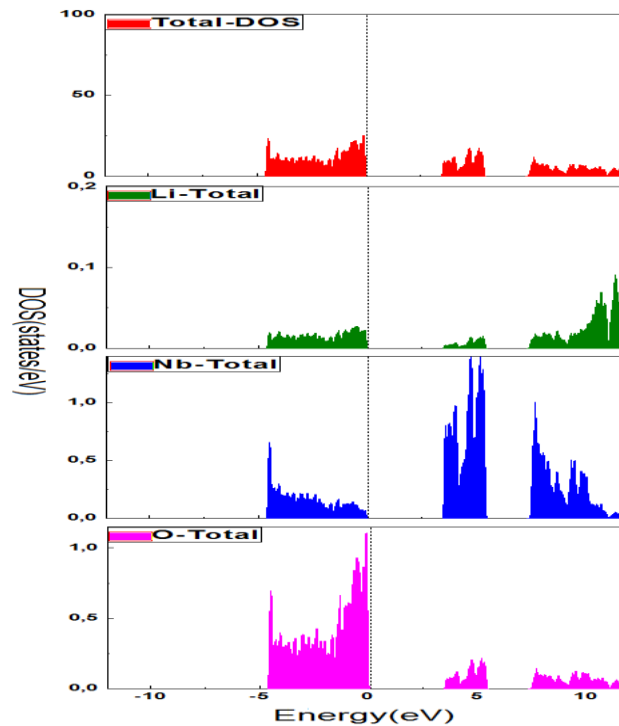 100
Total-DOS
50
0
0,2
Li-Total
0,1
0,0
Nb-Total
1,0
0,5
0,0
O-Total
1,0
0,5
0,0
-10 -5 0 5 10
Energy(eV)
DOS(states/eV)